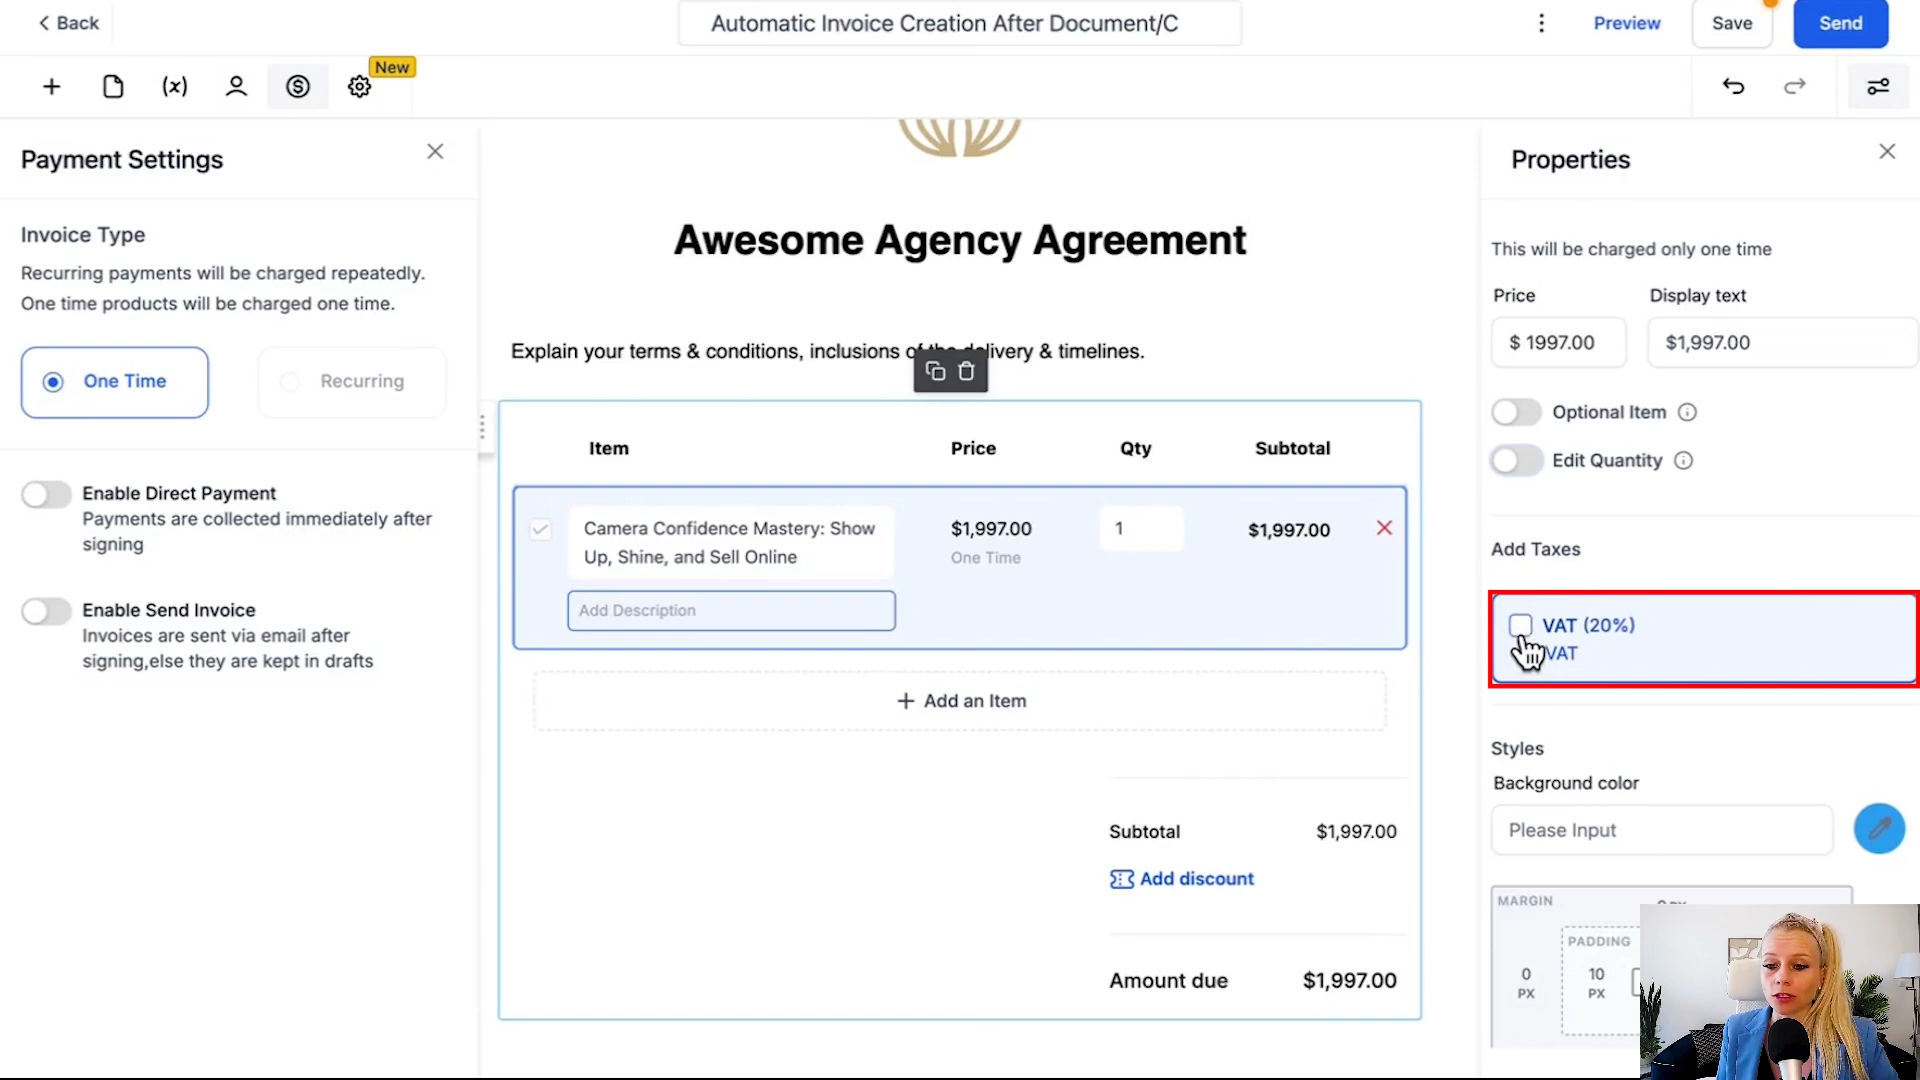 Back
Automatic Invoice Creation After Document/C
Preview
Save
Send
(x)
New
Payment Settings
Invoice Type
Recurring payments will be charged repeatedly.
One time products will be charged one time.
One Time
Recurring
Enable Direct Payment
Payments are collected immediately after
signing
Enable Send Invoice
Invoices are sent via email after
signing,else they are kept in drafts
Awesome Agency Agreement
Explain your terms & conditions, inclusions of the delivery & timelines.
Item Price Qty Subtotal
Camera Confidence Mastery: Show
Up, Shine, and Sell Online
$1,997.00
One Time
1
$1,997.00
Add Description
+ Add an Item
Subtotal $1,997.00
Add discount
Amount due $1,997.00
Properties
This will be charged only one time
Price Display text
$ 1997.00 $1,997.00
Optional Item
Edit Quantity
Add Taxes
VAT (20%)
VAT
Styles
Background color
Please Input
MARGIN
PADDING
0
PX
10
PX